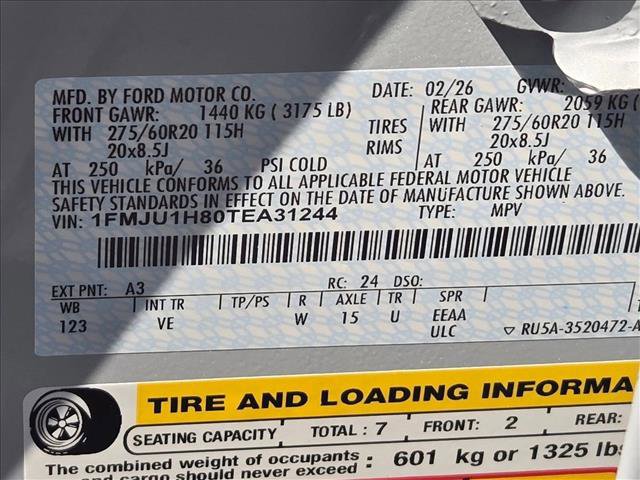 MFD. BY FORD MOTOR CO. DATE: 02/26 GVWR:
FRONT GAWR: 1440 KG ( 3175 LB) REAR GAWR: 2059 KG (
WITH 275/60R20 115H TIRES WITH 275/60R20 115H
20x8.5J RIMS 20x8.5J
AT 250 kPa/ 36 PSI COLD AT 250 kPa/ 36
THIS VEHICLE CONFORMS TO ALL APPLICABLE FEDERAL MOTOR VEHICLE
SAFETY STANDARDS IN EFFECT ON THE DATE OF MANUFACTURE SHOWN ABOVE.
VIN: 1FMJU1H80TEA31244 TYPE: MPV
EXT PNT: A3 RC: 24 DSO:
WB INT TR TP/PS R AXLE TR SPR
123 VE W 15 U EEAA
ULC ▽ RU5A-3520472-A
TIRE AND LOADING INFORMA
SEATING CAPACITY TOTAL: 7 FRONT: 2 REAR:
The combined weight of occupants
and cargo should never exceed : 601 kg or 1325 lbs